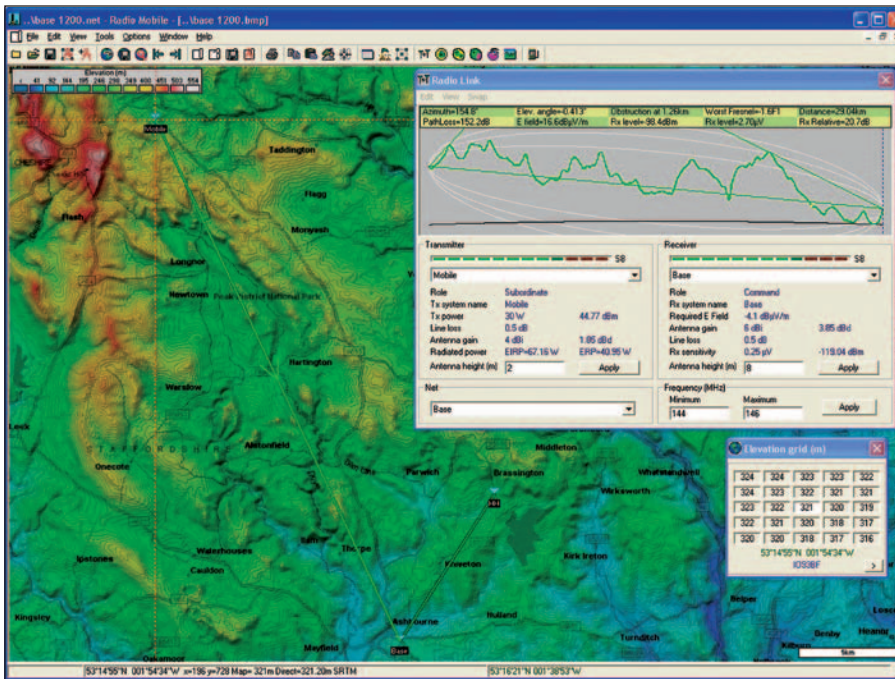 ..\base 1200.net - Radio Mobile - [..\base 1200.bmp]
File Edit View Tools Options Window Help
Elevation (m)
Radio Link
Edit View Swap
Azimuth=154.8° Elev. angle=-0.413° Obstruction at 1.26km Worst Fresnel=-1.6F1 Distance=29.04km
PathLoss=152.2dB E field=16.6dBµV/m Rx level=-98.4dBm Rx level=2.70µV Rx Relative=20.7dB
Transmitter
S8
Mobile
Role Subordinate
Tx system name Mobile
Tx power 30 W 44.77 dBm
Line loss 0.5 dB
Antenna gain 4 dBi 1.85 dBd
Radiated power EIRP=67.16 W ERP=40.95 W
Antenna height (m) 2 Apply
Receiver
S8
Base
Role Command
Rx system name Base
Required E Field -4.1 dBµV/m
Antenna gain 6 dBi 3.85 dBd
Line loss 0.5 dB
Rx sensitivity 0.25 µV -119.04 dBm
Antenna height (m) 8 Apply
Net
Base
Frequency (MHz)
Minimum Maximum
144 146 Apply
Elevation grid (m)
324 324 323 323 322
324 323 322 321 321
323 322 321 320 319
322 321 320 318 317
320 320 318 317 316
53°14'55"N 001°54'34"W
IO93BF
>
Mobile
Taddington
Flagg
Monyash
Flash
Longnor
Newtown
Peak District National Park
Hartington
Warslow
Alstonfield
STAFFORDSHIRE
Onecote
Parwich
Middleton
Brassington
Whatstandwell
Wirksworth
Ilam
Thorpe
Waterhouses
Ipstones
Cauldon
Kniveton
Kirk Ireton
Kingsley
Ashbourne
Hulland
Belper
Mayfield
Turnditch
Denby
Heanor
Kilburn
Oakamoor
Base
5km
53°14'55"N 001°54'34"W x=196 y=728 Map= 321m Direct=321.20m SRTM
53°16'21"N 001°38'53"W